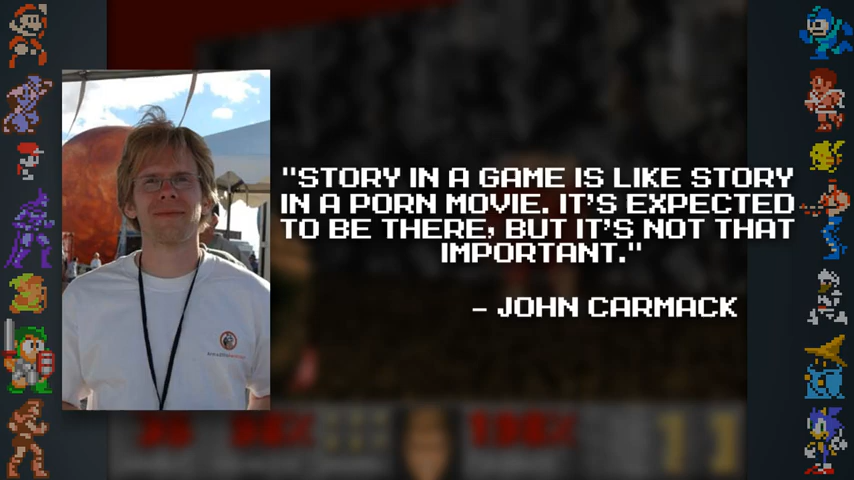 "STORY IN A GAME IS LIKE STORY
IN A PORN MOVIE. IT'S EXPECTED
TO BE THERE, BUT IT'S NOT THAT
IMPORTANT."
- JOHN CARMACK